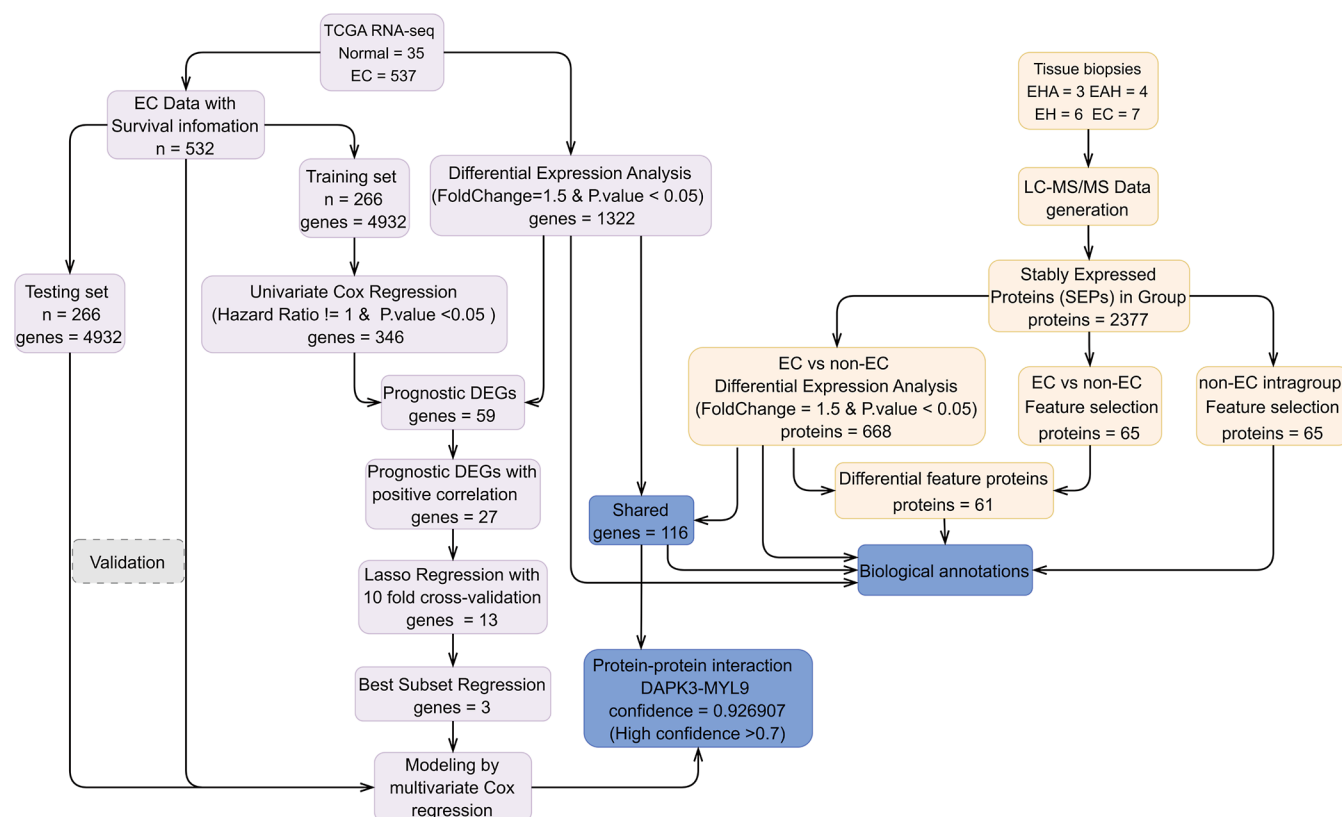 TCGA RNA-seq
Normal = 35
EC = 537
EC Data with
Survival infomation
n = 532
Training set
n = 266
genes = 4932
Differential Expression Analysis
(FoldChange=1.5 & P.value < 0.05)
genes = 1322
Testing set
n = 266
genes = 4932
Univariate Cox Regression
(Hazard Ratio != 1 & P.value <0.05 )
genes = 346
Prognostic DEGs
genes = 59
Prognostic DEGs with
positive correlation
genes = 27
Validation
Lasso Regression with
10 fold cross-validation
genes = 13
Best Subset Regression
genes = 3
Modeling by
multivariate Cox
regression
Tissue biopsies
EHA = 3 EAH = 4
EH = 6 EC = 7
LC-MS/MS Data
generation
Stably Expressed
Proteins (SEPs) in Group
proteins = 2377
EC vs non-EC
Differential Expression Analysis
(FoldChange = 1.5 & P.value < 0.05)
proteins = 668
EC vs non-EC
Feature selection
proteins = 65
non-EC intragroup
Feature selection
proteins = 65
Differential feature proteins
proteins = 61
Shared
genes = 116
Biological annotations
Protein-protein interaction
DAPK3-MYL9
confidence = 0.926907
(High confidence >0.7)